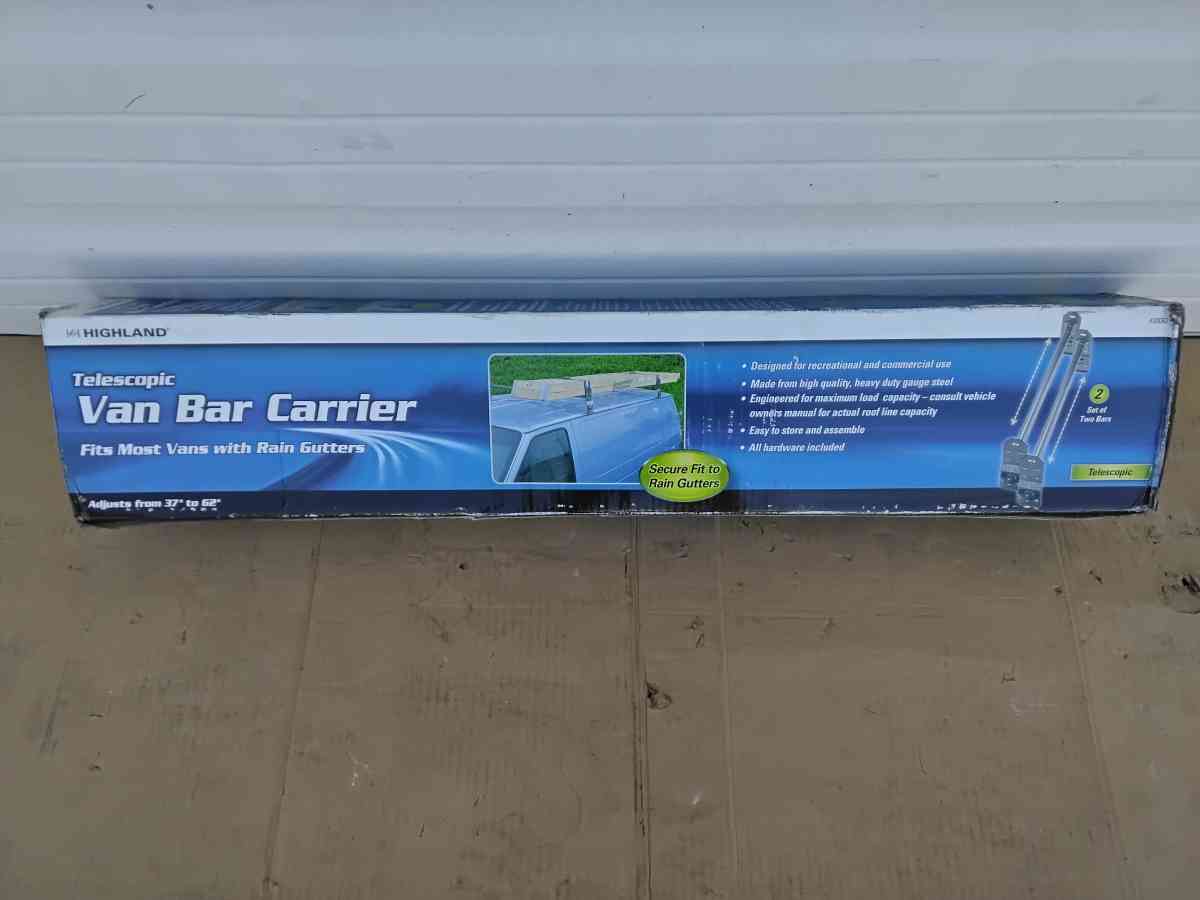 HIGHLAND
Telescopic
Van Bar Carrier
Fits Most Vans with Rain Gutters
Adjusts from 37" to 62"
Secure Fit to
Rain Gutters
• Designed for recreational and commercial use
• Made from high quality, heavy duty gauge steel
• Engineered for maximum load capacity – consult vehicle
owners manual for actual roof line capacity
• Easy to store and assemble
• All hardware included
2
Set of
Two Bars
Telescopic